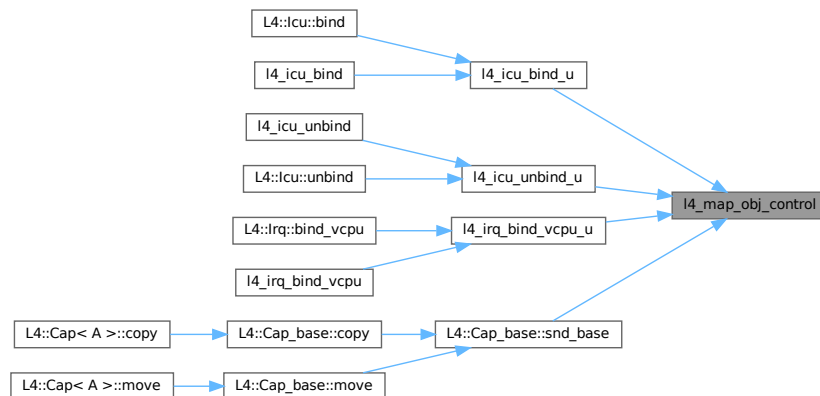 L4::Icu::bind
l4_icu_bind
l4_icu_bind_u
l4_icu_unbind
L4::Icu::unbind
l4_icu_unbind_u
l4_map_obj_control
L4::Irq::bind_vcpu
l4_irq_bind_vcpu_u
l4_irq_bind_vcpu
L4::Cap< A >::copy
L4::Cap_base::copy
L4::Cap_base::snd_base
L4::Cap< A >::move
L4::Cap_base::move